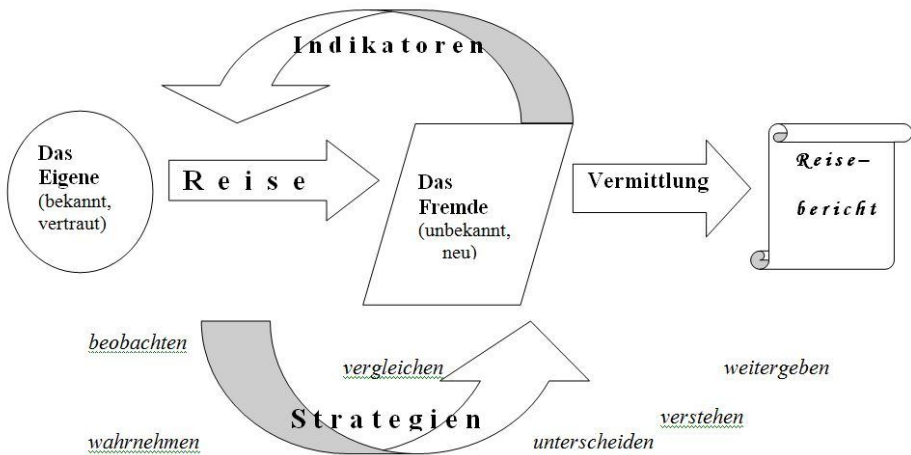 Indikatoren
Das
Eigene
(bekannt,
vertraut)
Reise
Das
Fremde
(unbekannt,
neu)
Vermittlung
Reise–
bericht
beobachten
vergleichen
weitergeben
Strategien
verstehen
wahrnehmen
unterscheiden